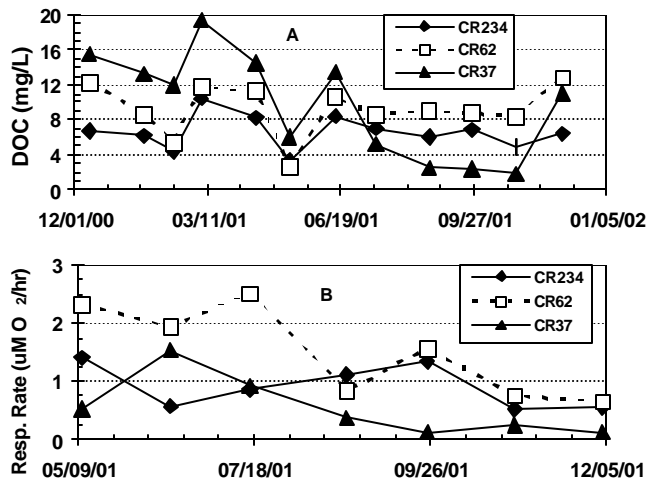 20
16
12
8
4
0
DOC (mg/L)
A
CR234
CR62
CR37
12/01/00 03/11/01 06/19/01 09/27/01 01/05/02
3
2
1
0
Resp. Rate (uM O 2/hr)
B
CR234
CR62
CR37
05/09/01 07/18/01 09/26/01 12/05/01